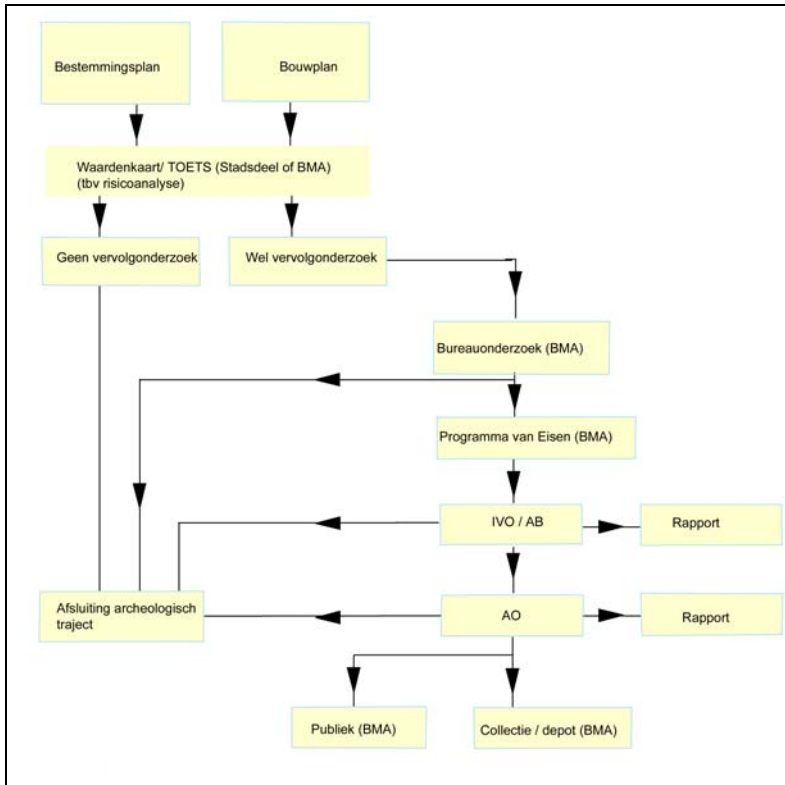 Bestemmingsplan
Bouwplan
Waardenkaart/ TOETS (Stadsdeel of BMA)
(tbv risicoanalyse)
Geen vervolgonderzoek
Wel vervolgonderzoek
Bureauonderzoek (BMA)
Programma van Eisen (BMA)
IVO / AB
Rapport
Afsluiting archeologisch
traject
AO
Rapport
Publiek (BMA)
Collectie / depot (BMA)